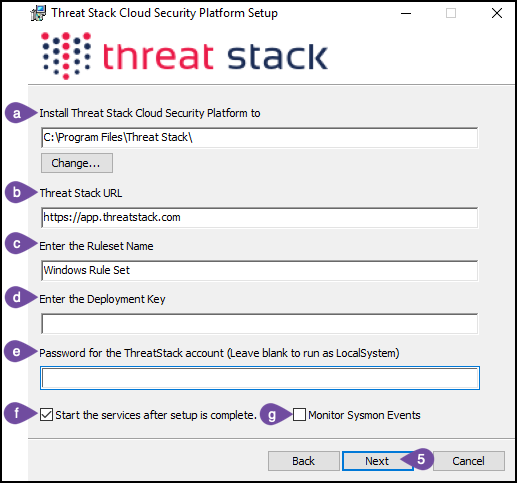 Threat Stack Cloud Security Platform Setup
threat stack
a Install Threat Stack Cloud Security Platform to
C:\Program Files\Threat Stack\
Change...
b Threat Stack URL
https://app.threatstack.com
c Enter the Ruleset Name
Windows Rule Set
d Enter the Deployment Key
e Password for the ThreatStack account (Leave blank to run as LocalSystem)
f Start the services after setup is complete. g Monitor Sysmon Events
Back Next 5 Cancel